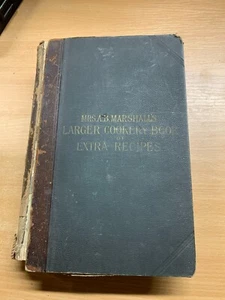 MRS A.B. MARSHALL'S
LARGER COOKERY BOOK
OF
EXTRA RECIPES